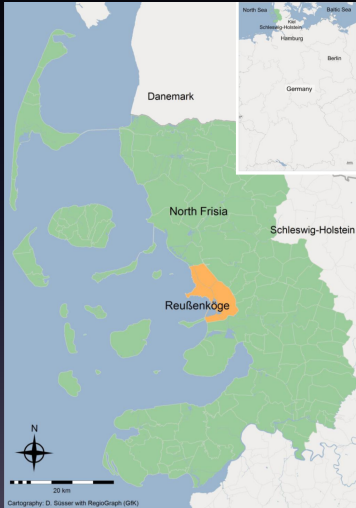 North Sea
Baltic Sea
Kiel
Schleswig-Holstein
Hamburg
Berlin
Germany
Danemark
North Frisia
Schleswig-Holstein
Reußenköge
N
20 km
Cartography: D. Süsser with RegioGraph (GfK)